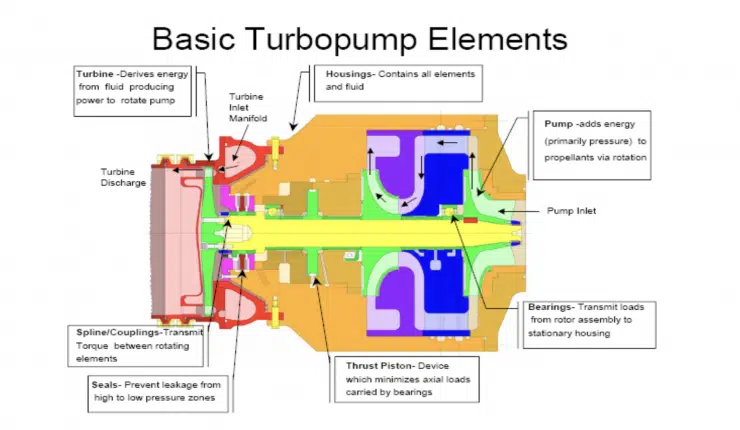 Basic Turbopump Elements
Turbine -Derives energy
from fluid producing
power to rotate pump
Turbine
Inlet
Manifold
Housings- Contains all elements
and fluid
Pump -adds energy
(primarily pressure) to
propellants via rotation
Turbine
Discharge
Pump Inlet
Bearings- Transmit loads
from rotor assembly to
stationary housing
Spline/Couplings-Transmit
Torque between rotating
elements
Thrust Piston- Device
which minimizes axial loads
carried by bearings
Seals- Prevent leakage from
high to low pressure zones